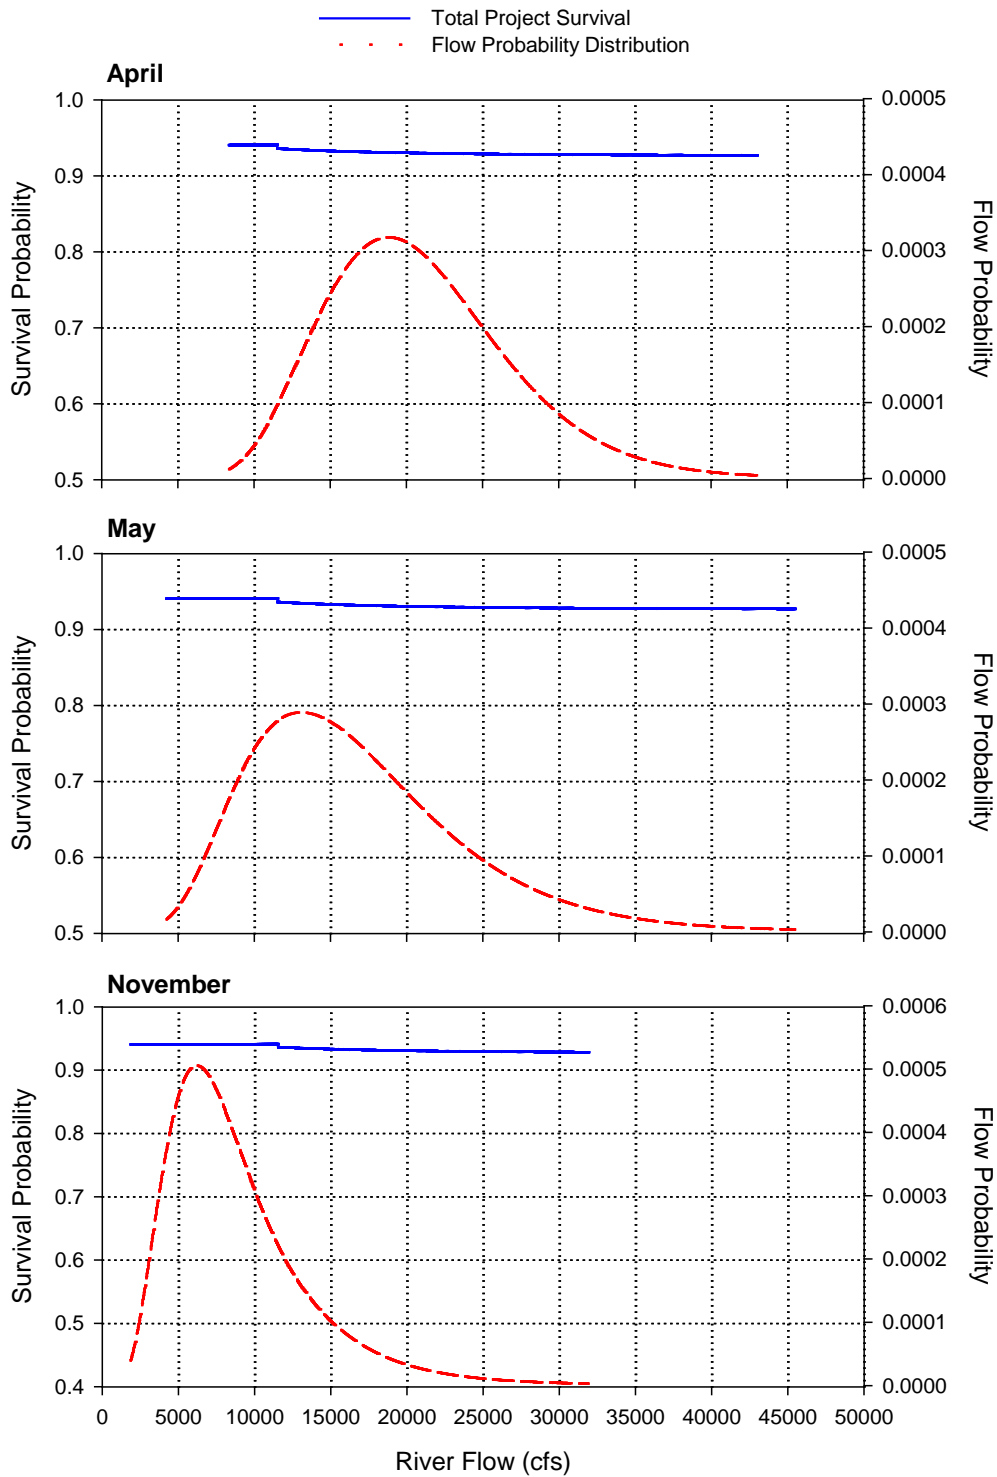 Total Project Survival
Flow Probability Distribution
April
1.0
0.9
0.8
0.7
0.6
0.5
Survival Probability
0.0005
0.0004
0.0003
0.0002
0.0001
0.0000
Flow Probability
May
1.0
0.9
0.8
0.7
0.6
0.5
Survival Probability
0.0005
0.0004
0.0003
0.0002
0.0001
0.0000
Flow Probability
November
1.0
0.9
0.8
0.7
0.6
0.5
0.4
Survival Probability
0.0006
0.0005
0.0004
0.0003
0.0002
0.0001
0.0000
Flow Probability
0 5000 10000 15000 20000 25000 30000 35000 40000 45000 50000
River Flow (cfs)